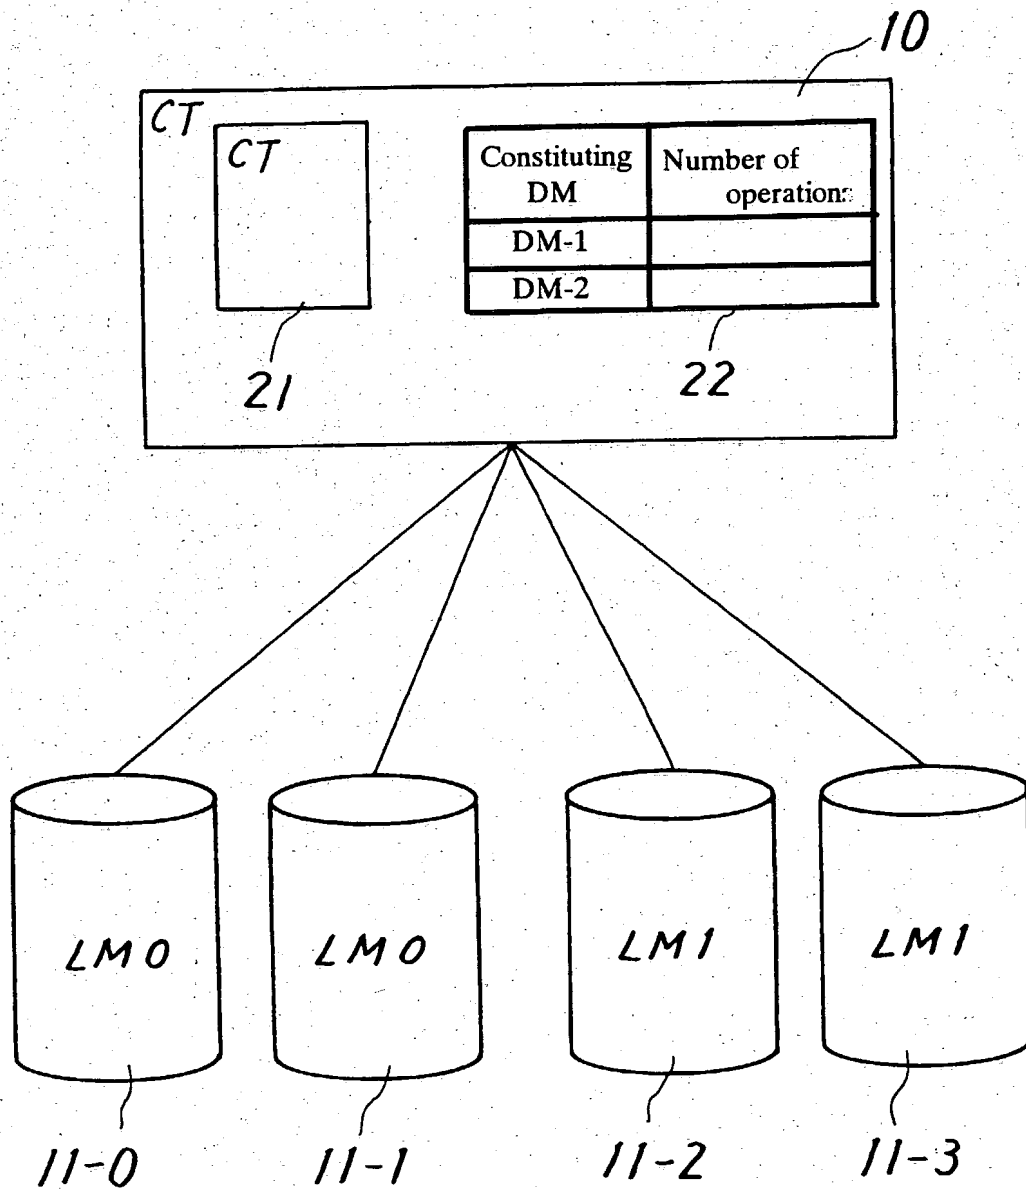 10
CT
CT
Constituting
DM
Number of
operation:
DM-1
DM-2
21
22
LM0
LM0
LM1
LM1
11-0
11-1
11-2
11-3